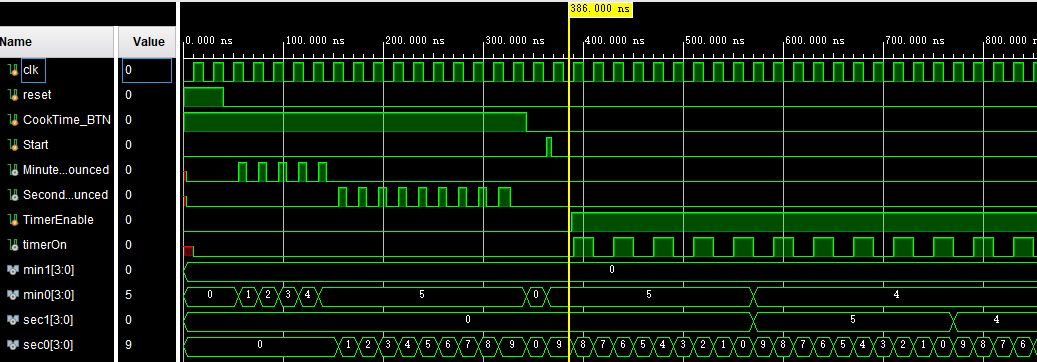 386.000 ns
Name Value
0.000 ns 100.000 ns 200.000 ns 300.000 ns 400.000 ns 500.000 ns 600.000 ns 700.000 ns 800.
clk 0
reset 0
CookTime_BTN 0
Start 0
Minute...ounced 0
Second...ounced 0
TimerEnable 0
timerOn 0
min1[3:0] 0 0
min0[3:0] 5 0 1 2 3 4 5 0 5 4
sec1[3:0] 0 0 5 4
sec0[3:0] 9 0 1 2 3 4 5 6 7 8 9 0 9 8 7 6 5 4 3 2 1 0 9 8 7 6 5 4 3 2 1 0 9 8 7 6